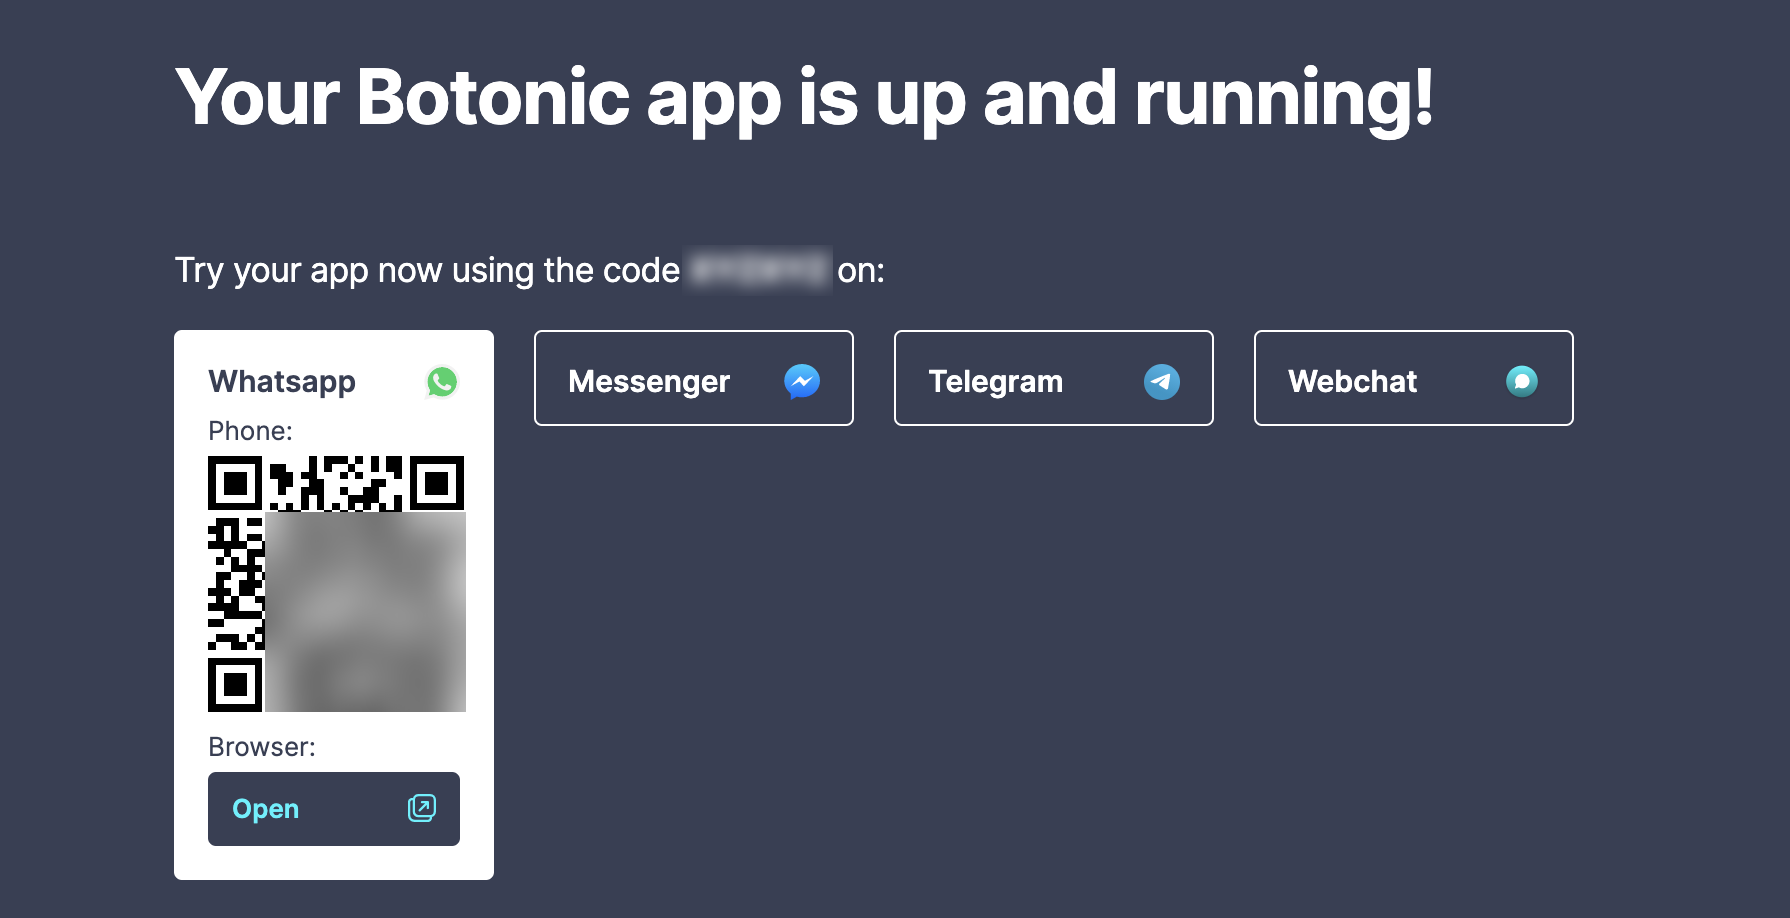 Your Botonic app is up and running!
Try your app now using the code on:
Whatsapp
Phone:
Browser:
Open
Messenger
Telegram
Webchat